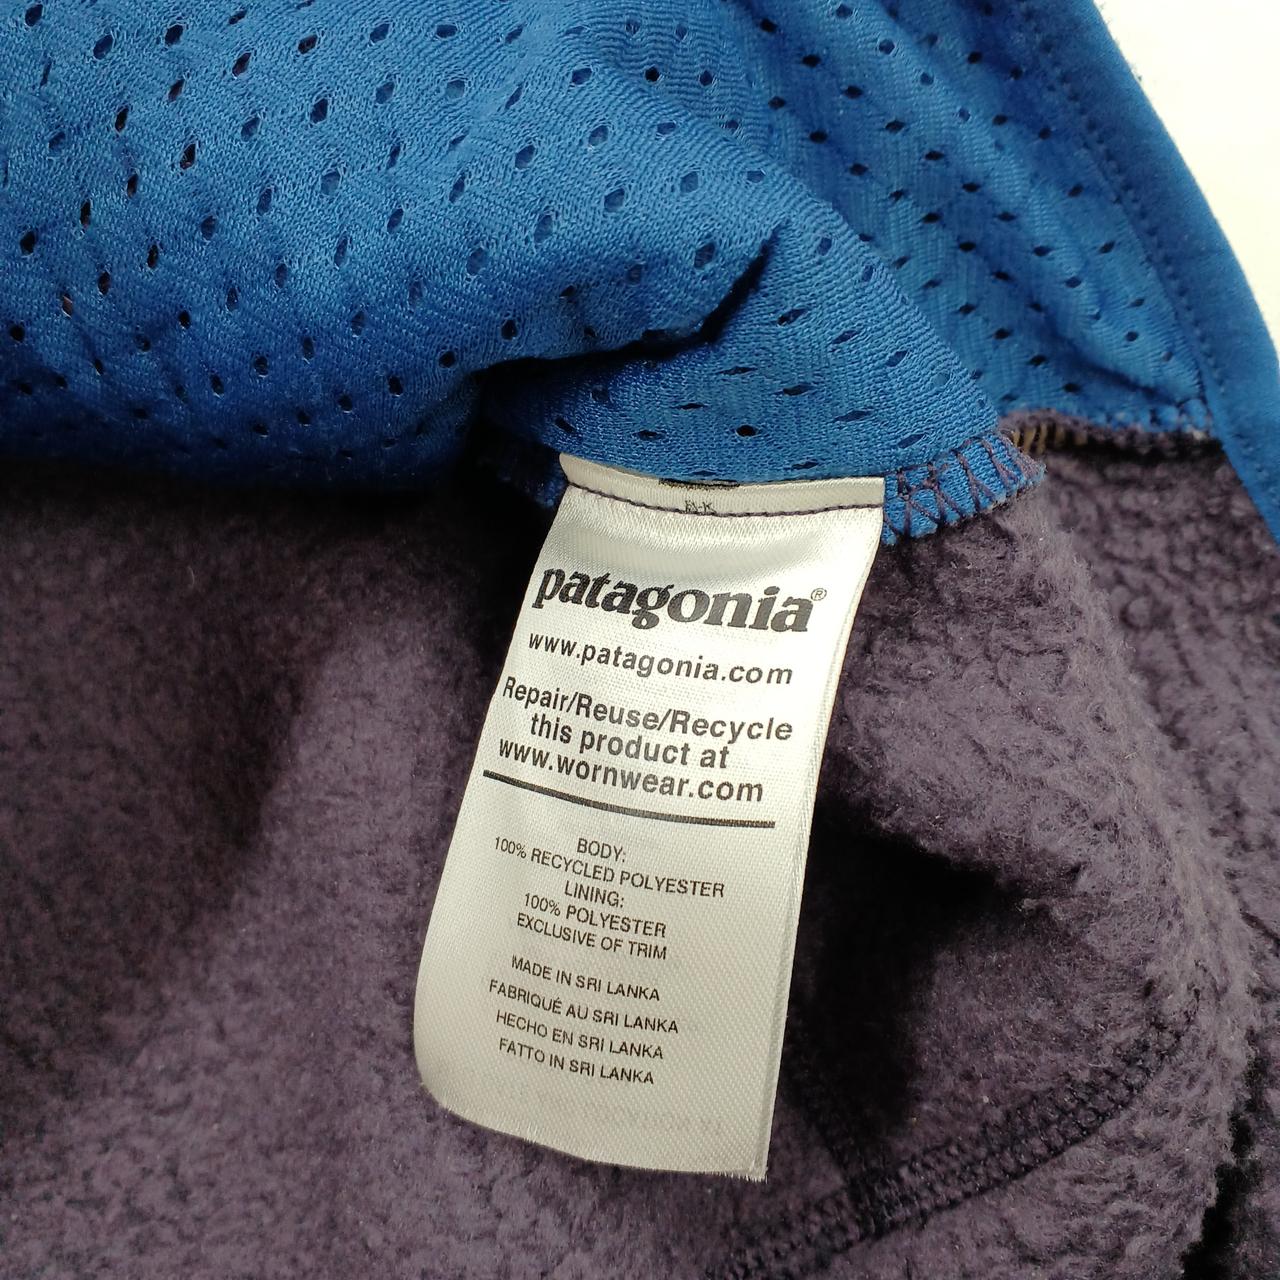 patagonia®
www.patagonia.com
Repair/Reuse/Recycle
this product at
www.wornwear.com
BODY:
100% RECYCLED POLYESTER
LINING:
100% POLYESTER
EXCLUSIVE OF TRIM
MADE IN SRI LANKA
FABRIQUÉ AU SRI LANKA
HECHO EN SRI LANKA
FATTO IN SRI LANKA